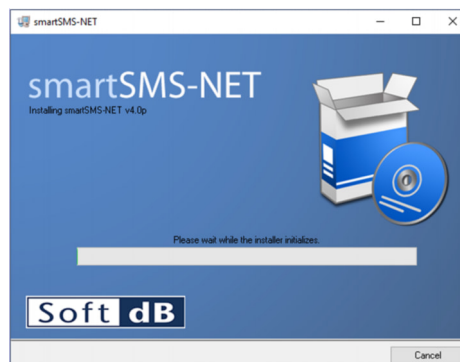 smartSMS-NET
smartSMS-NET
Installing smartSMS-NET v4.0p
Please wait while the installer initializes.
Soft dB
Cancel